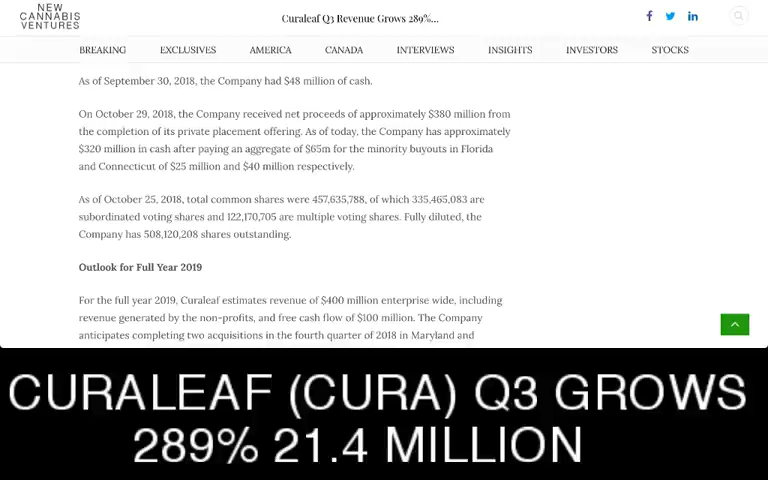 NEW
CANNABIS
VENTURES
Curaleaf Q3 Revenue Grows 289%...
BREAKING EXCLUSIVES AMERICA CANADA INTERVIEWS INSIGHTS INVESTORS STOCKS
As of September 30, 2018, the Company had $48 million of cash.
On October 29, 2018, the Company received net proceeds of approximately $380 million from
the completion of its private placement offering. As of today, the Company has approximately
$320 million in cash after paying an aggregate of $65m for the minority buyouts in Florida
and Connecticut of $25 million and $40 million respectively.
As of October 25, 2018, total common shares were 457,635,788, of which 335,465,083 are
subordinated voting shares and 122,170,705 are multiple voting shares. Fully diluted, the
Company has 508,120,208 shares outstanding.
Outlook for Full Year 2019
For the full year 2019, Curaleaf estimates revenue of $400 million enterprise wide, including
revenue generated by the non-profits, and free cash flow of $100 million. The Company
anticipates completing two acquisitions in the fourth quarter of 2018 in Maryland and
CURALEAF (CURA) Q3 GROWS
289% 21.4 MILLION